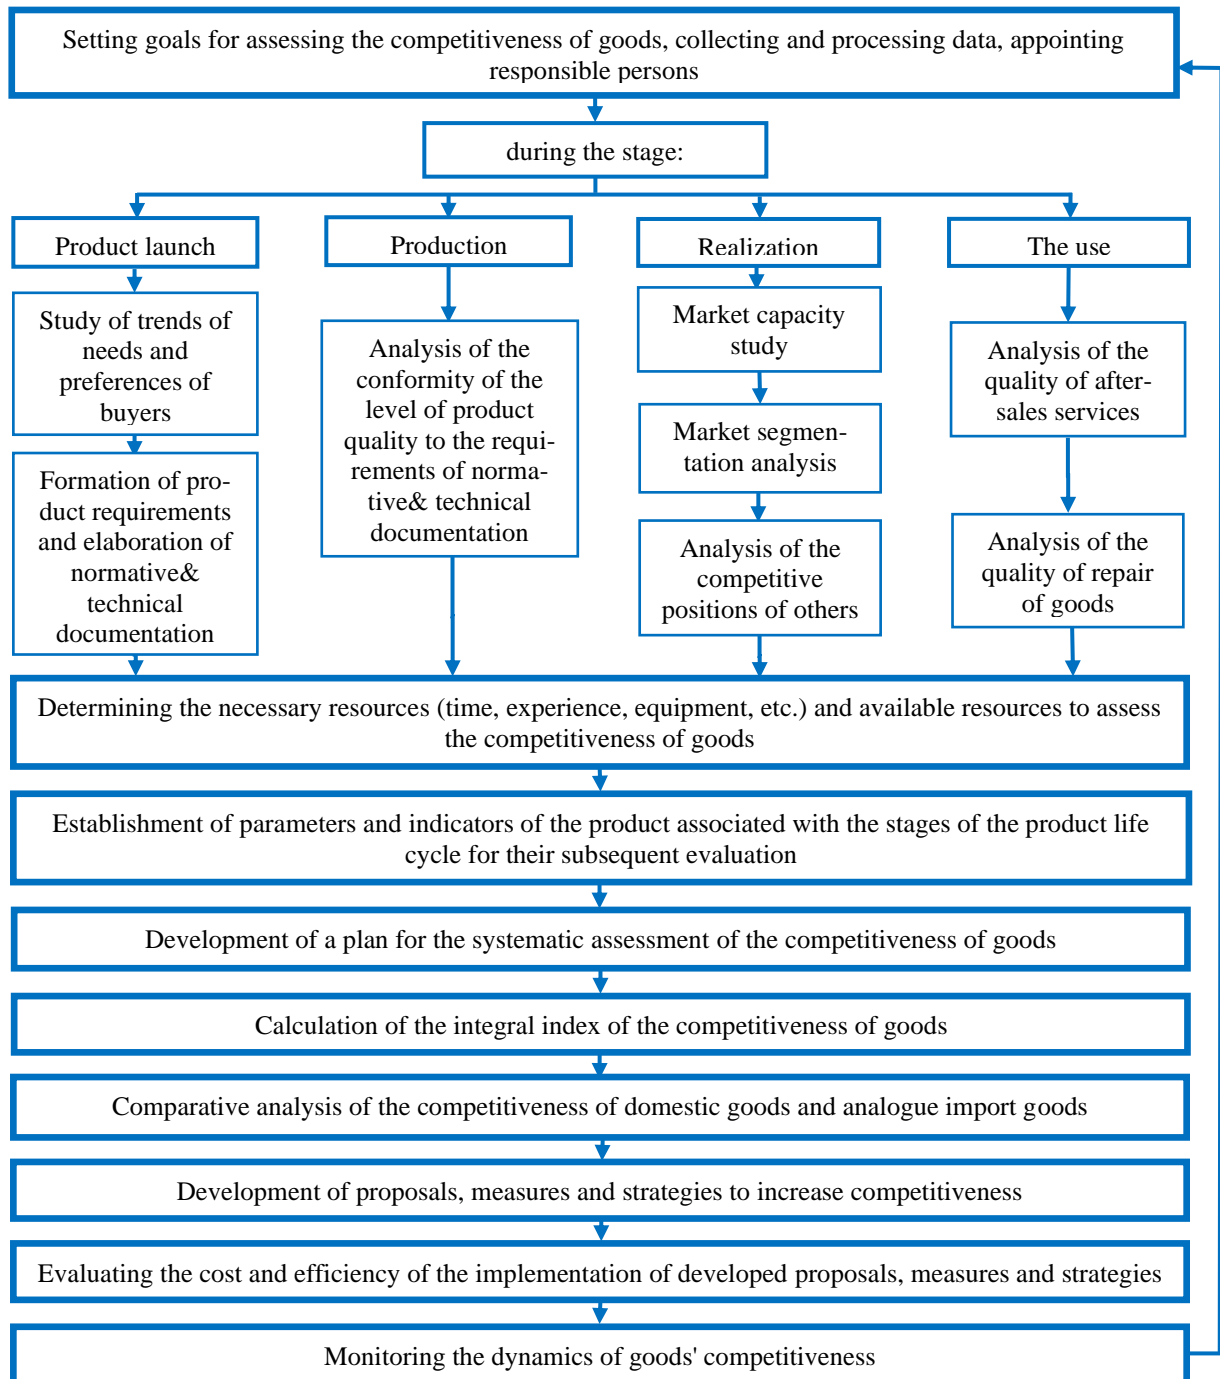 Setting goals for assessing the competitiveness of goods, collecting and processing data, appointing
responsible persons
during the stage:
Product launch
Production
Realization
The use
Study of trends of
needs and
preferences of
buyers
Formation of pro-
duct requirements
and elaboration of
normative&
technical
documentation
Analysis of the
conformity of the
level of product
quality to the requi-
rements of norma-
tive& technical
documentation
Market capacity
study
Market segmen-
tation analysis
Analysis of the
competitive
positions of others
Analysis of the
quality of after-
sales services
Analysis of the
quality of repair
of goods
Determining the necessary resources (time, experience, equipment, etc.) and available resources to assess
the competitiveness of goods
Establishment of parameters and indicators of the product associated with the stages of the product life
cycle for their subsequent evaluation
Development of a plan for the systematic assessment of the competitiveness of goods
Calculation of the integral index of the competitiveness of goods
Comparative analysis of the competitiveness of domestic goods and analogue import goods
Development of proposals, measures and strategies to increase competitiveness
Evaluating the cost and efficiency of the implementation of developed proposals, measures and strategies
Monitoring the dynamics of goods' competitiveness